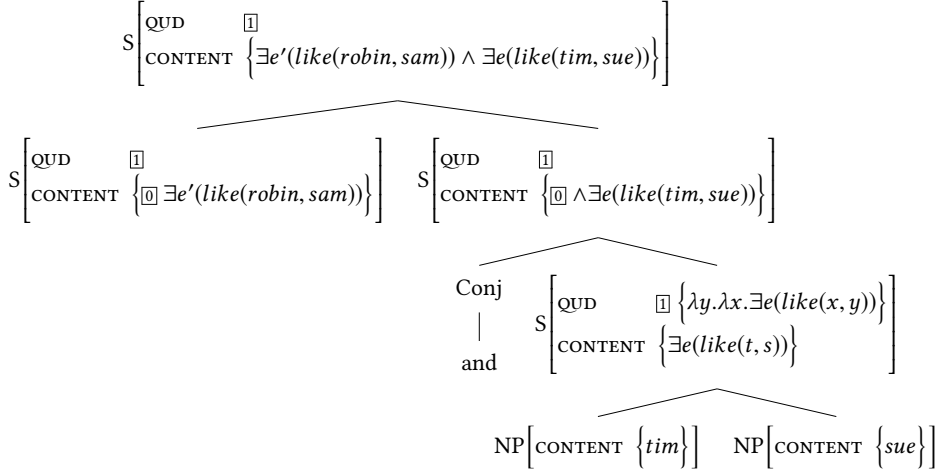 S[QUD 1
CONTENT {∃e′(like(robin, sam)) ∧ ∃e(like(tim, sue))}]
S[QUD 1
CONTENT {0 ∃e′(like(robin, sam))}]
S[QUD 1
CONTENT {0 ∧∃e(like(tim, sue))}]
Conj
and
S[QUD 1 {λy.λx.∃e(like(x, y))}
CONTENT {∃e(like(t, s))}]
NP[CONTENT {tim}] NP[CONTENT {sue}]